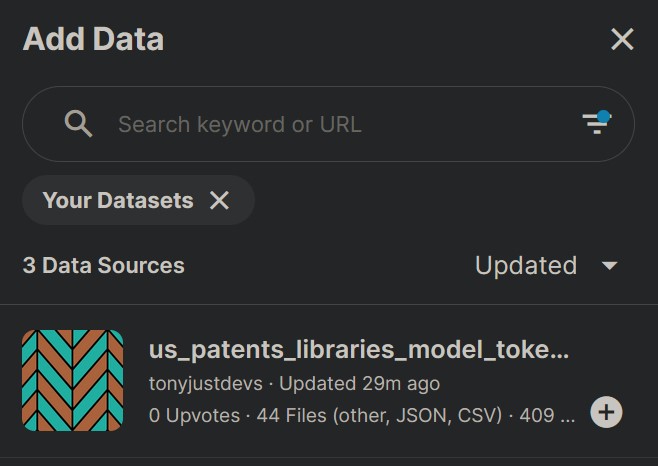 Add Data
Search keyword or URL
Your Datasets
3 Data Sources
Updated
us_patents_libraries_model_toke...
tonyjustdevs · Updated 29m ago
0 Upvotes · 44 Files (other, JSON, CSV) · 409 ...